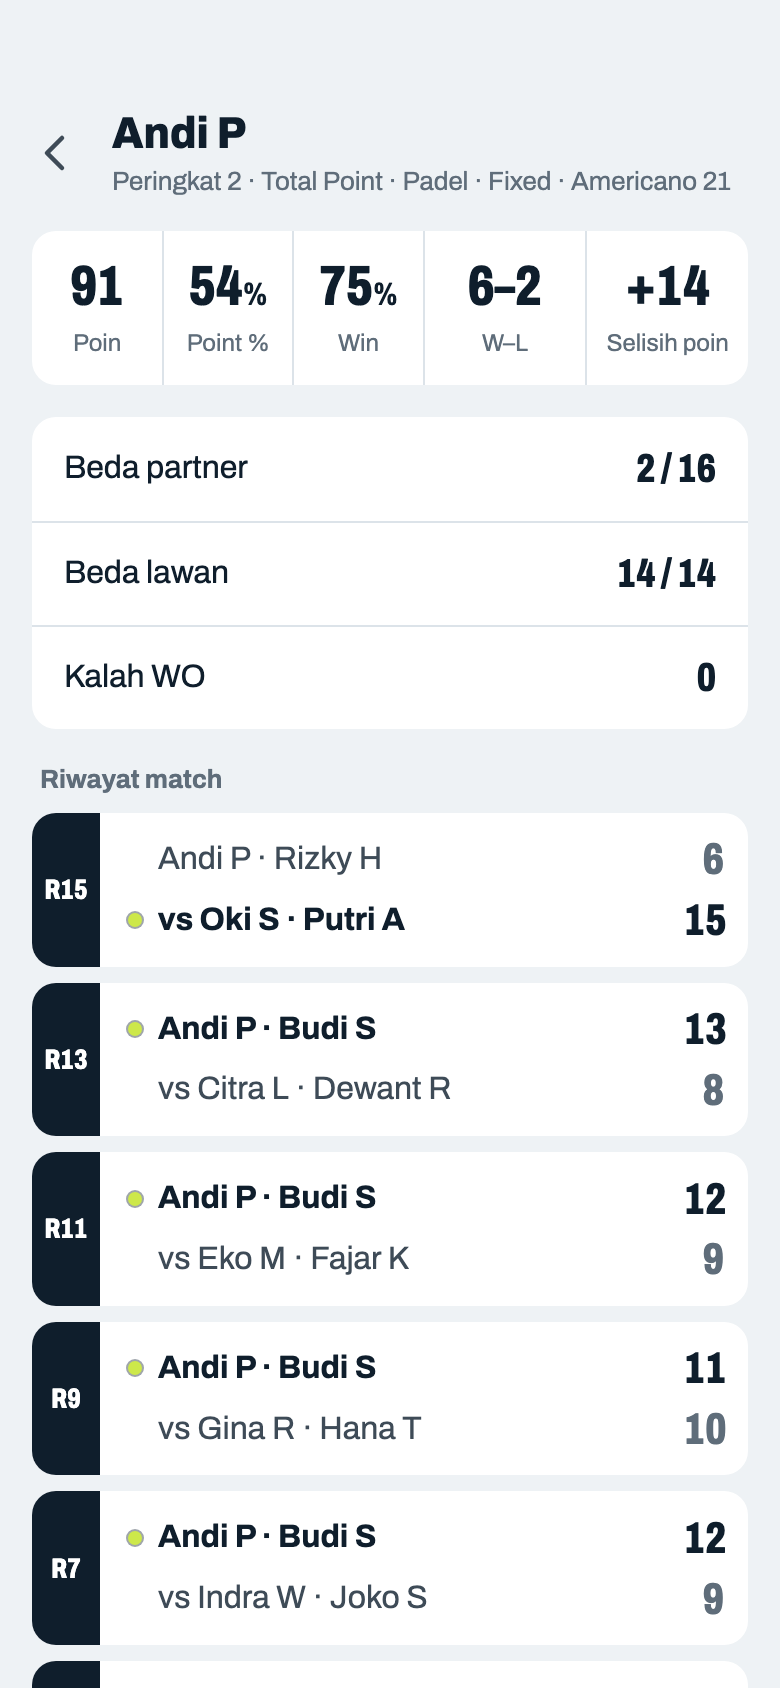 Andi P
Peringkat 2 · Total Point · Padel · Fixed · Americano 21
91
Poin
54%
Point %
75%
Win
6–2
W–L
+14
Selisih poin
Beda partner
2 / 16
Beda lawan
14 / 14
Kalah WO
0
Riwayat match
R15
Andi P · Rizky H
6
vs Oki S · Putri A
15
R13
Andi P · Budi S
13
vs Citra L · Dewant R
8
R11
Andi P · Budi S
12
vs Eko M · Fajar K
9
R9
Andi P · Budi S
11
vs Gina R · Hana T
10
R7
Andi P · Budi S
12
vs Indra W · Joko S
9